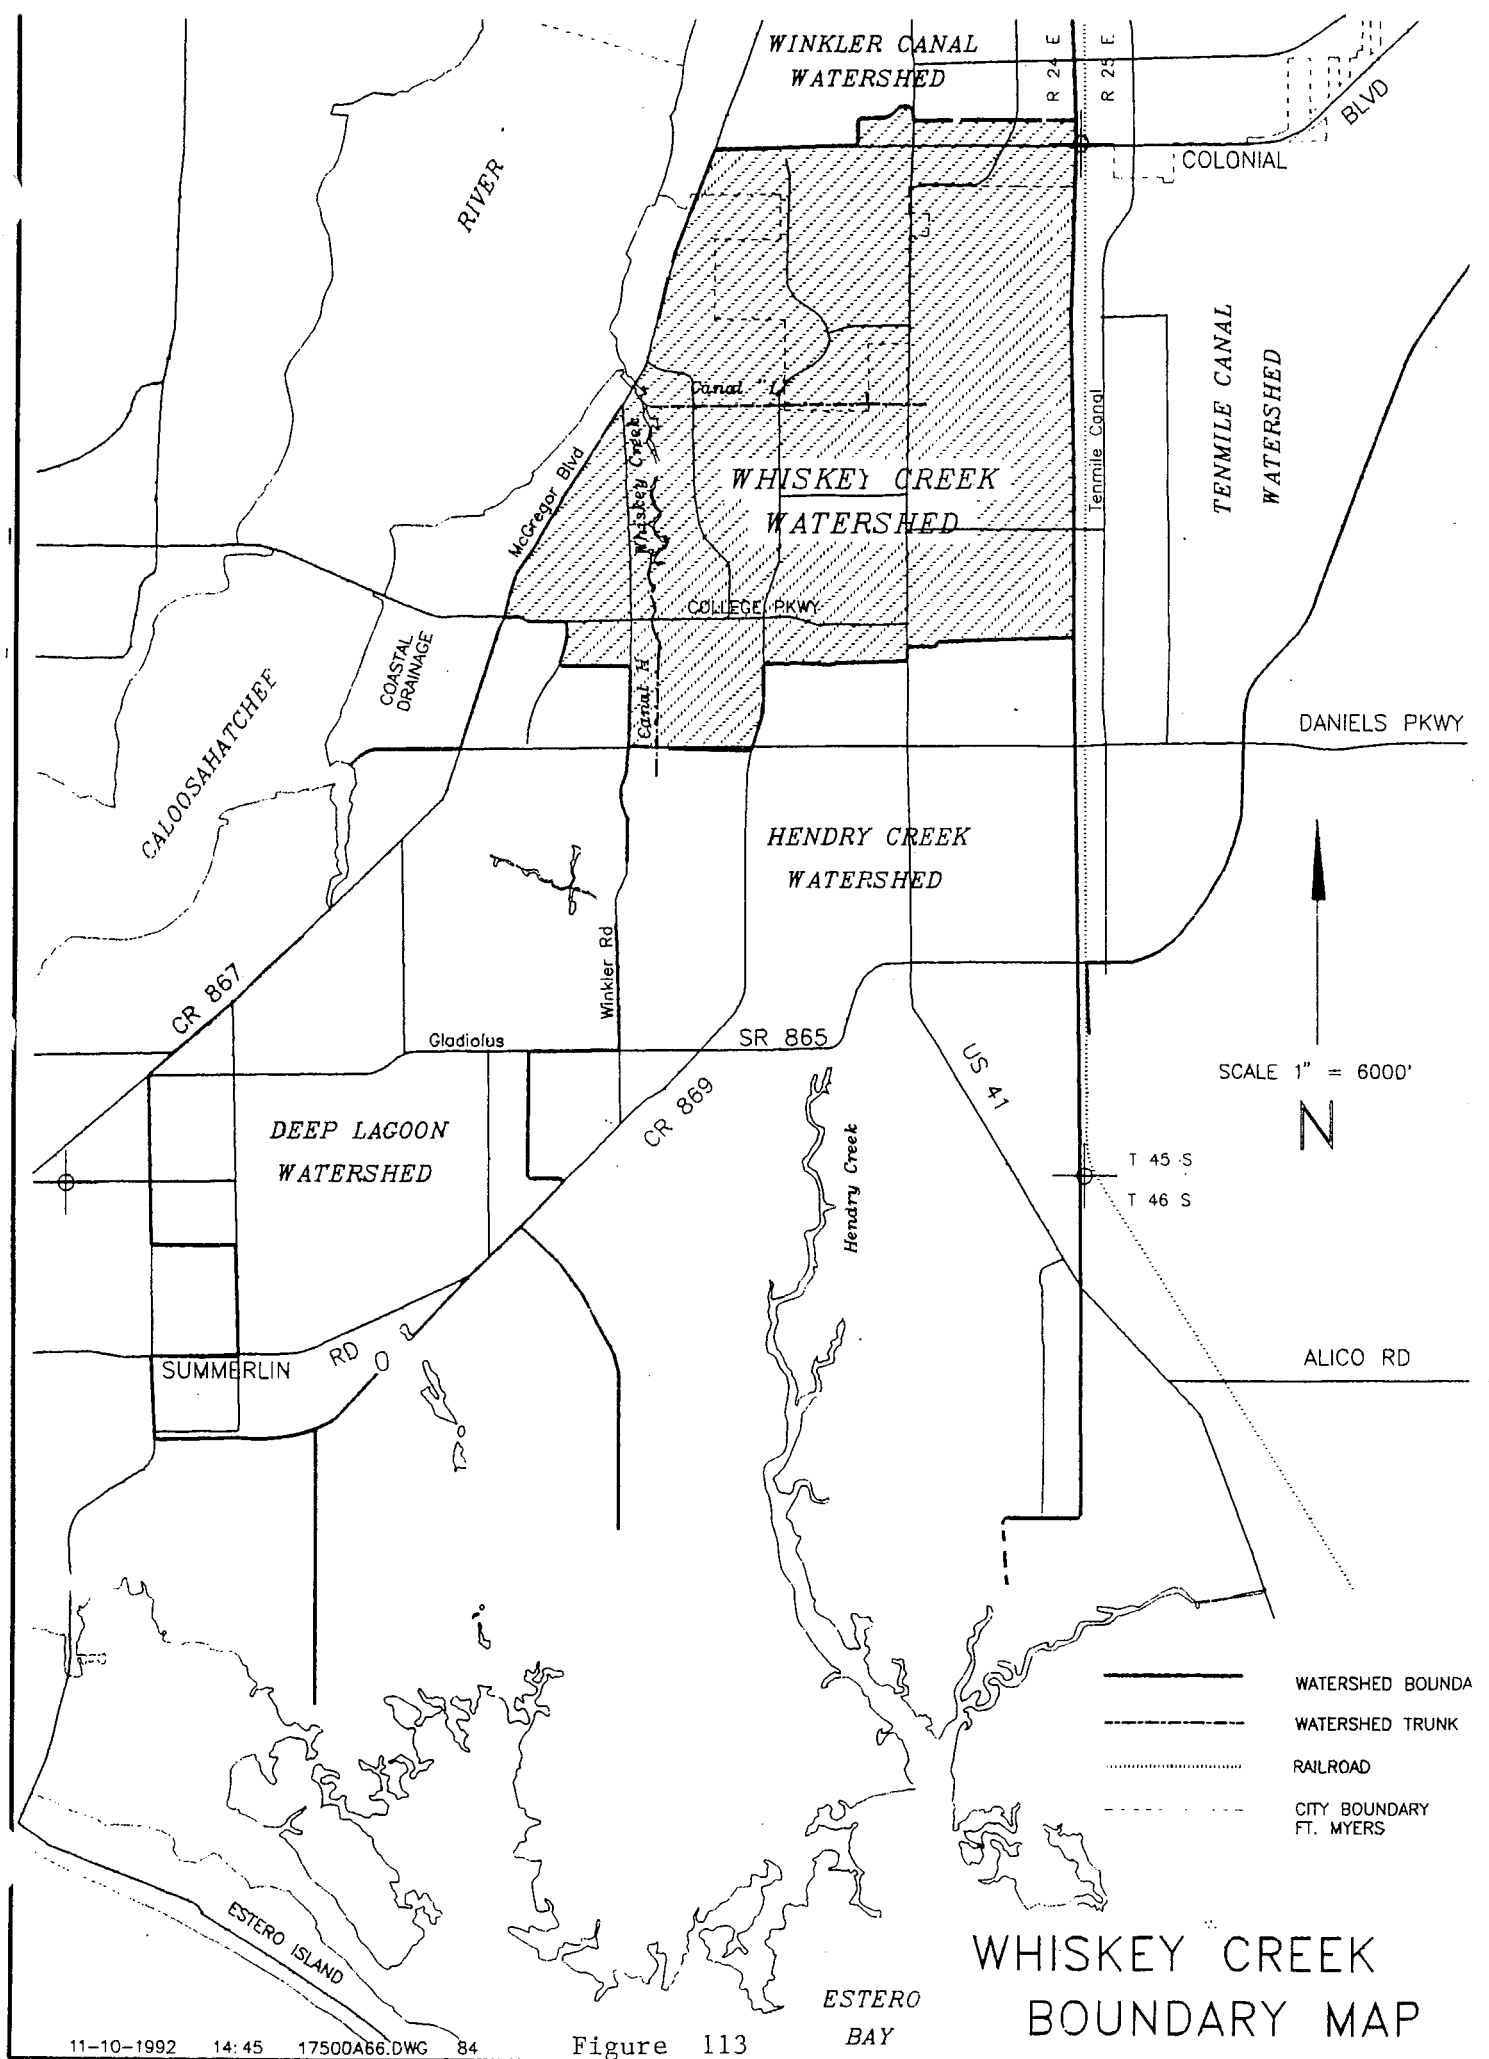 WINKLER CANAL
WATERSHED
R 24 E
R 25 E
BLVD
COLONIAL
RIVER
TENMILE CANAL
WATERSHED
Canal "L"
Tenmile Canal
McGregor Blvd
Whiskey Creek
WHISKEY CREEK
WATERSHED
COLLEGE PKWY
COASTAL
DRAINAGE
Canal H
CALOOSAHATCHEE
DANIELS PKWY
HENDRY CREEK
WATERSHED
Winkler Rd
CR 867
Gladiolus
SR 865
US 41
SCALE 1" = 6000'
N
CR 869
DEEP LAGOON
WATERSHED
Hendry Creek
T 45 S
T 46 S
SUMMERLIN RD
ALICO RD
WATERSHED BOUNDA
WATERSHED TRUNK
RAILROAD
CITY BOUNDARY
FT. MYERS
ESTERO ISLAND
WHISKEY CREEK
BOUNDARY MAP
ESTERO
BAY
11-10-1992 14:45 17500A66.DWG 84
Figure 113